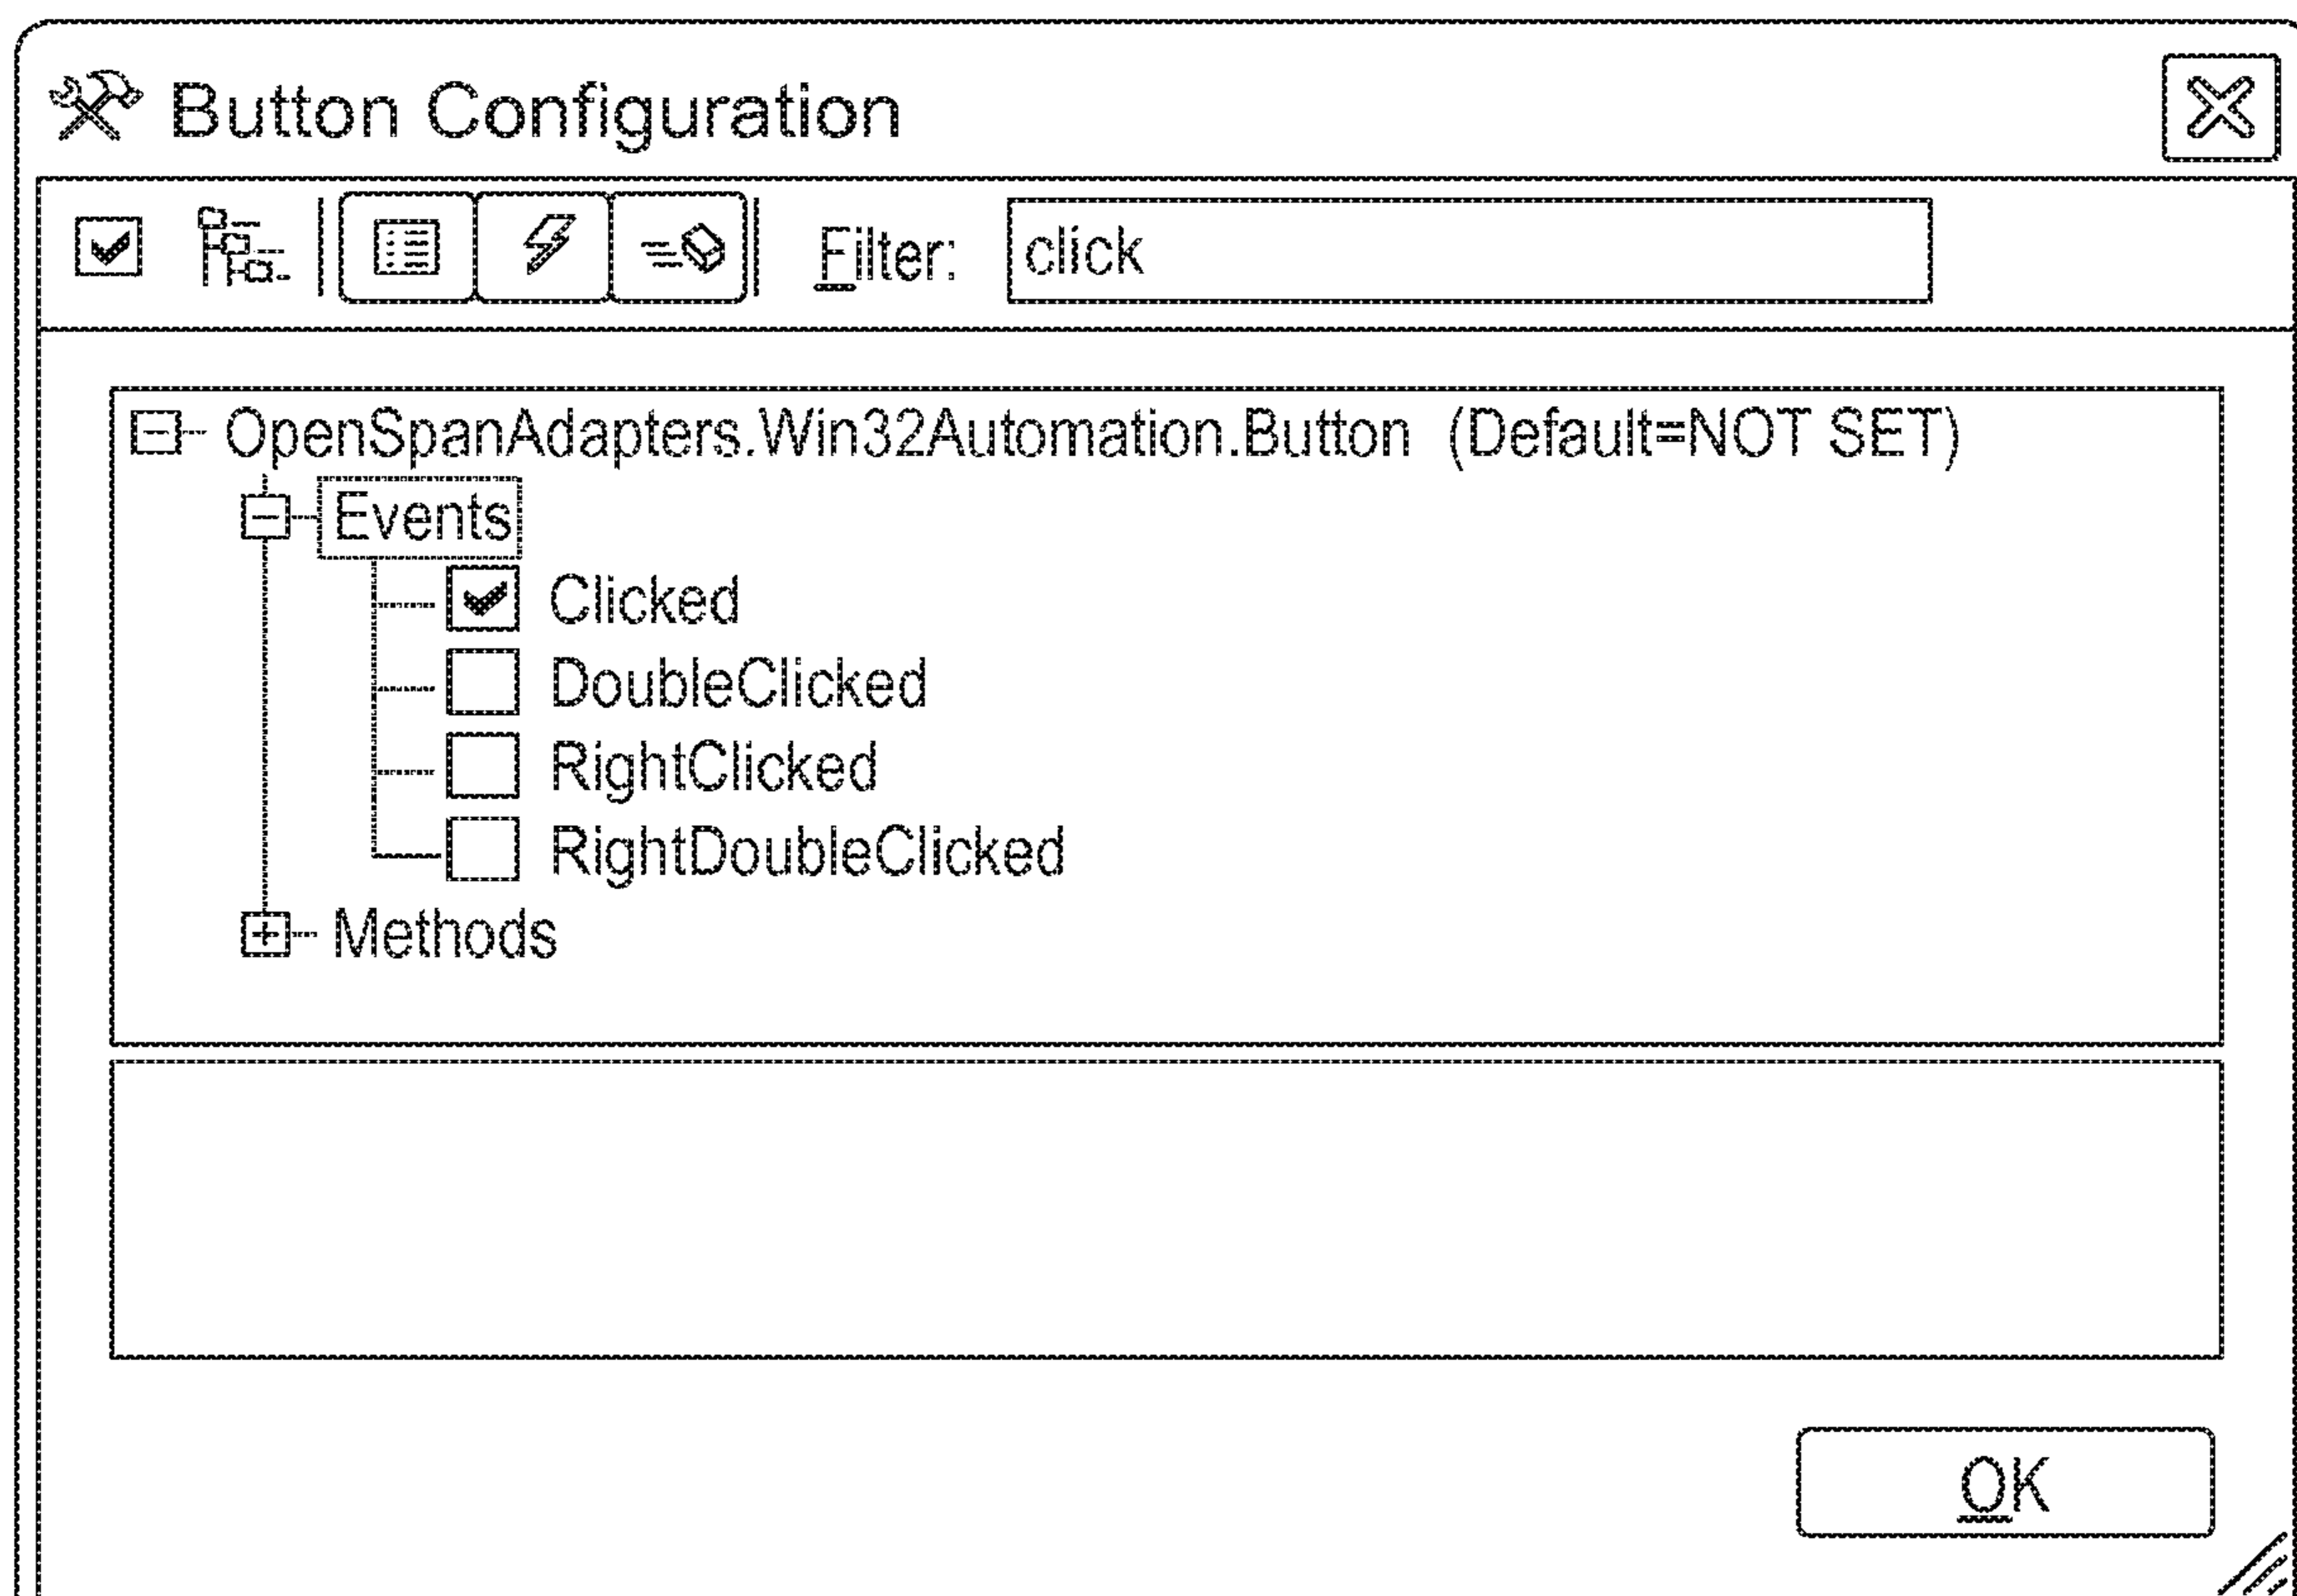 Button Configuration
Filter: click
OpenSpanAdapters.Win32Automation.Button (Default=NOT SET)
Events
Clicked
DoubleClicked
RightClicked
RightDoubleClicked
Methods
OK